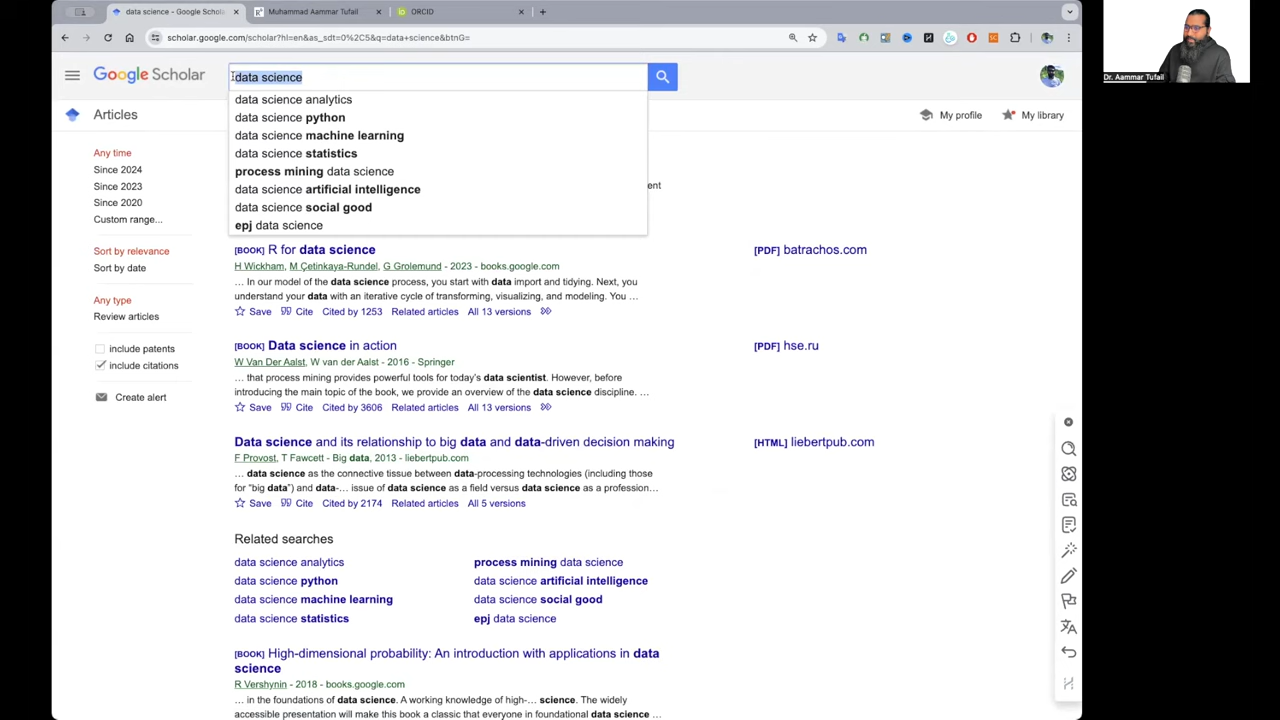 data science - Google Schola
Muhammad Aammar Tufail
ORCID
scholar.google.com/scholar?hl=en&as_sdt=0%2C5&q=data+science&btnG=
Google Scholar
data science
data science analytics
data science python
data science machine learning
data science statistics
process mining data science
data science artificial intelligence
data science social good
epj data science
Articles
My profile
My library
ent
Any time
Since 2024
Since 2023
Since 2020
Custom range...
Sort by relevance
Sort by date
Any type
Review articles
include patents
include citations
Create alert
[BOOK] R for data science
H Wickham, M Çetinkaya-Rundel, G Grolemund - 2023 - books.google.com
… In our model of the data science process, you start with data import and tidying. Next, you
understand your data with an iterative cycle of transforming, visualizing, and modeling. You …
Save Cite Cited by 1253 Related articles All 13 versions
[PDF] batrachos.com
[BOOK] Data science in action
W Van Der Aalst, W van der Aalst - 2016 - Springer
… that process mining provides powerful tools for today's data scientist. However, before
introducing the main topic of the book, we provide an overview of the data science discipline. …
Save Cite Cited by 3606 Related articles All 13 versions
[PDF] hse.ru
Data science and its relationship to big data and data-driven decision making
F Provost, T Fawcett - Big data, 2013 - liebertpub.com
… data science as the connective tissue between data-processing technologies (including those
for “big data”) and data-… issue of data science as a field versus data science as a profession…
Save Cite Cited by 2174 Related articles All 5 versions
[HTML] liebertpub.com
Related searches
data science analytics
data science python
data science machine learning
data science statistics
process mining data science
data science artificial intelligence
data science social good
epj data science
[BOOK] High-dimensional probability: An introduction with applications in data
science
R Vershynin - 2018 - books.google.com
… in the foundations of data science. A working knowledge of high-… science. The widely
accessible presentation will make this book a classic that everyone in foundational data science …
Dr. Aammar Tufail